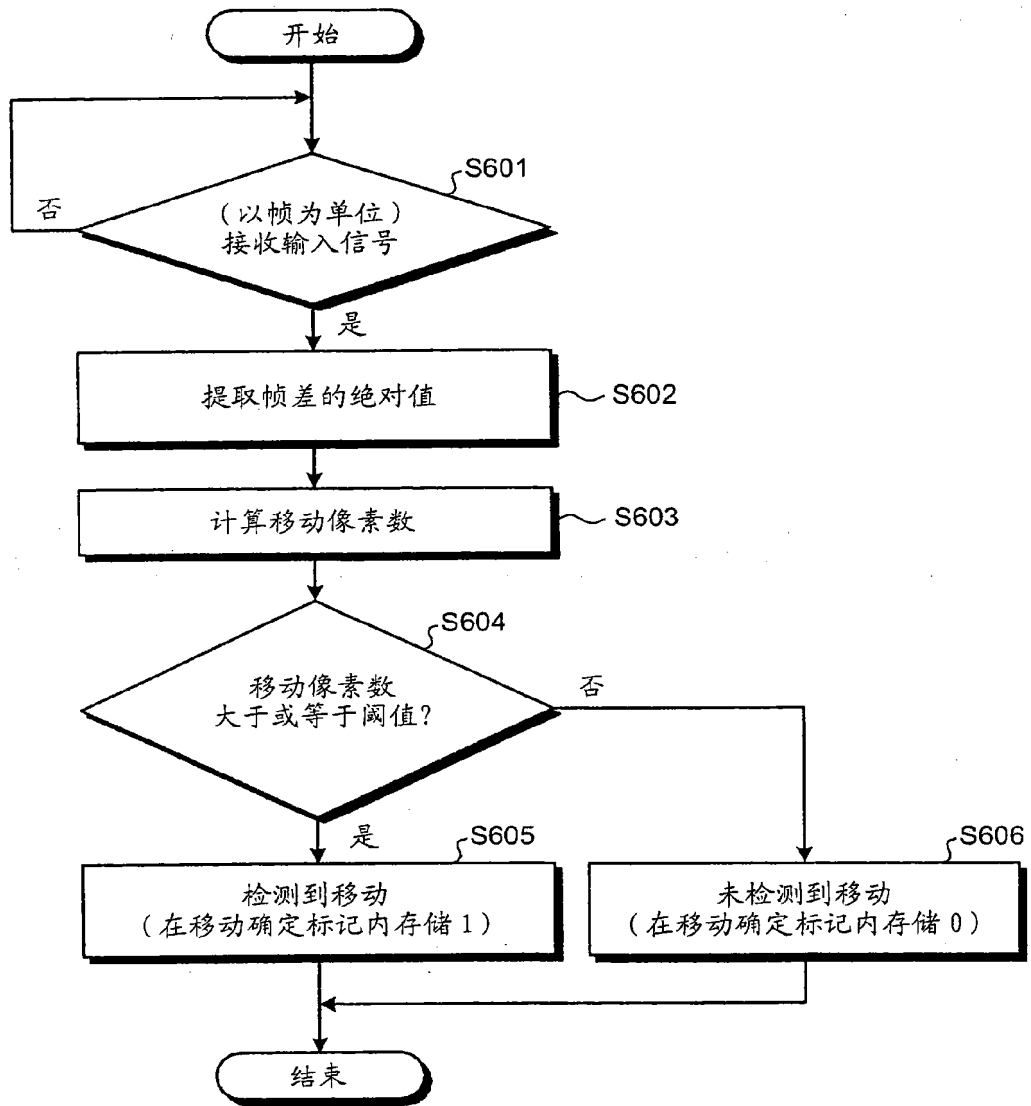 开始
S601
否
（以帧为单位）
接收输入信号
是
提取帧差的绝对值
S602
计算移动像素数
S603
S604
移动像素数
大于或等于阈值?
否
是
S605
检测到移动
（在移动确定标记内存储1）
S606
未检测到移动
（在移动确定标记内存储0）
结束